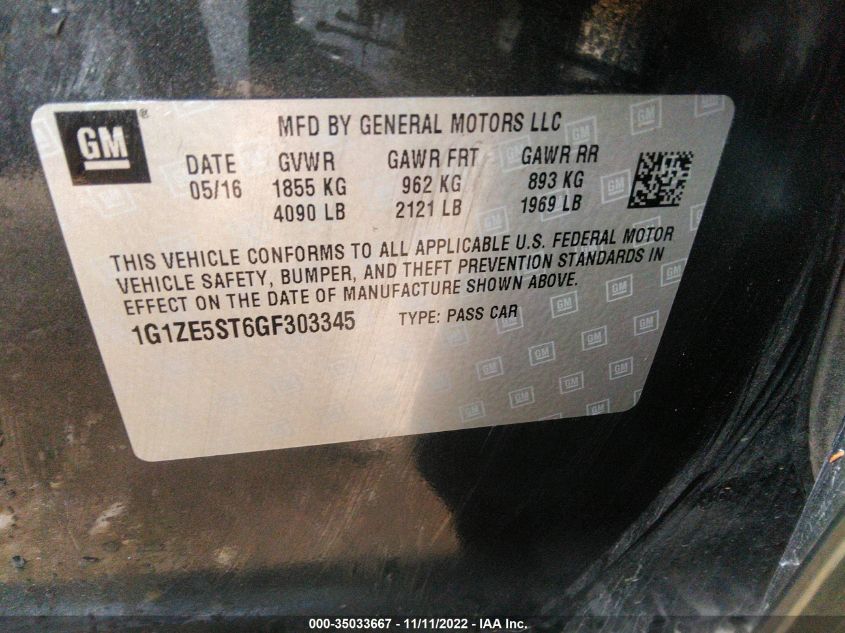 GM ®
MFD BY GENERAL MOTORS LLC
DATE GVWR GAWR FRT GAWR RR
05/16 1855 KG 962 KG 893 KG
4090 LB 2121 LB 1969 LB
THIS VEHICLE CONFORMS TO ALL APPLICABLE U.S. FEDERAL MOTOR
VEHICLE SAFETY, BUMPER, AND THEFT PREVENTION STANDARDS IN
EFFECT ON THE DATE OF MANUFACTURE SHOWN ABOVE.
1G1ZE5ST6GF303345 TYPE: PASS CAR
000-35033667 - 11/11/2022 - IAA Inc.